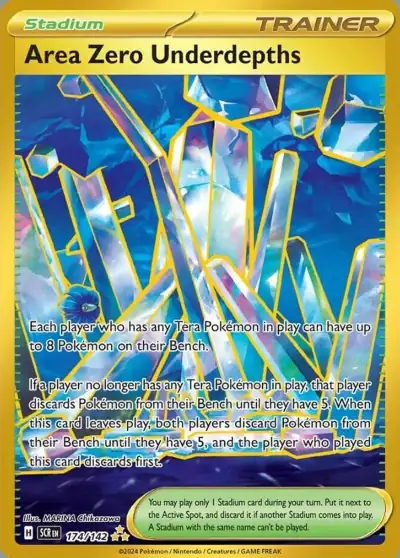 Stadium
TRAINER
Area Zero Underdepths
Each player who has any Tera Pokémon in play can have up
to 8 Pokémon on their Bench.
If a player no longer has any Tera Pokémon in play, that player
discards Pokémon from their Bench until they have 5. When
this card leaves play, both players discard Pokémon from
their Bench until they have 5, and the player who played
this card discards first.
Illus. MARINA Chikazawa
H SCR EN 174/142
You may play only 1 Stadium card during your turn. Put it next to
the Active Spot, and discard it if another Stadium comes into play.
A Stadium with the same name can't be played.
©2024 Pokémon / Nintendo / Creatures / GAME FREAK